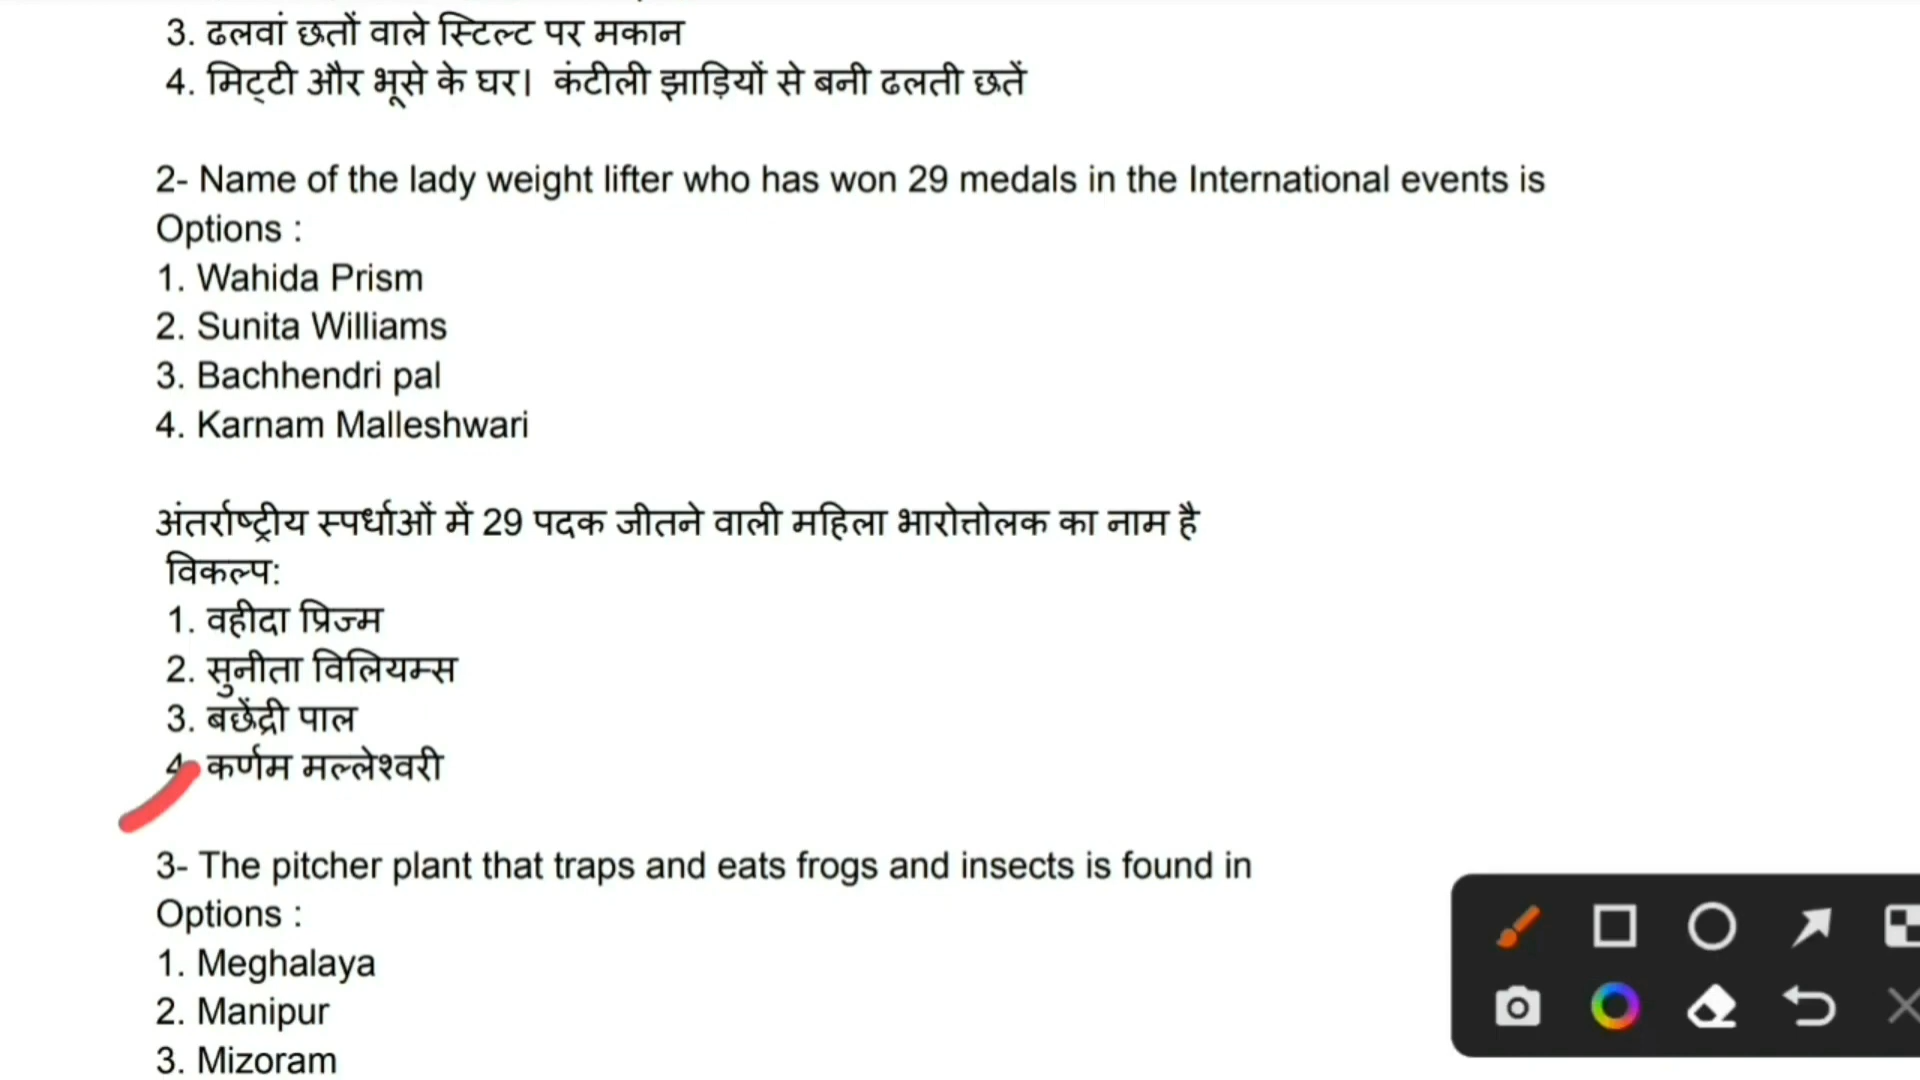 3. ढलवां छतों वाले स्टिल्ट पर मकान
4. मिट्टी और भूसे के घर। कंटीली झाड़ियों से बनी ढलती छतें
2- Name of the lady weight lifter who has won 29 medals in the International events is
Options :
1. Wahida Prism
2. Sunita Williams
3. Bachhendri pal
4. Karnam Malleshwari
अंतर्राष्ट्रीय स्पर्धाओं में 29 पदक जीतने वाली महिला भारोत्तोलक का नाम है
विकल्प:
1. वहीदा प्रिज्म
2. सुनीता विलियम्स
3. बछेंद्री पाल
4. कर्णम मल्लेश्वरी
3- The pitcher plant that traps and eats frogs and insects is found in
Options :
1. Meghalaya
2. Manipur
3. Mizoram